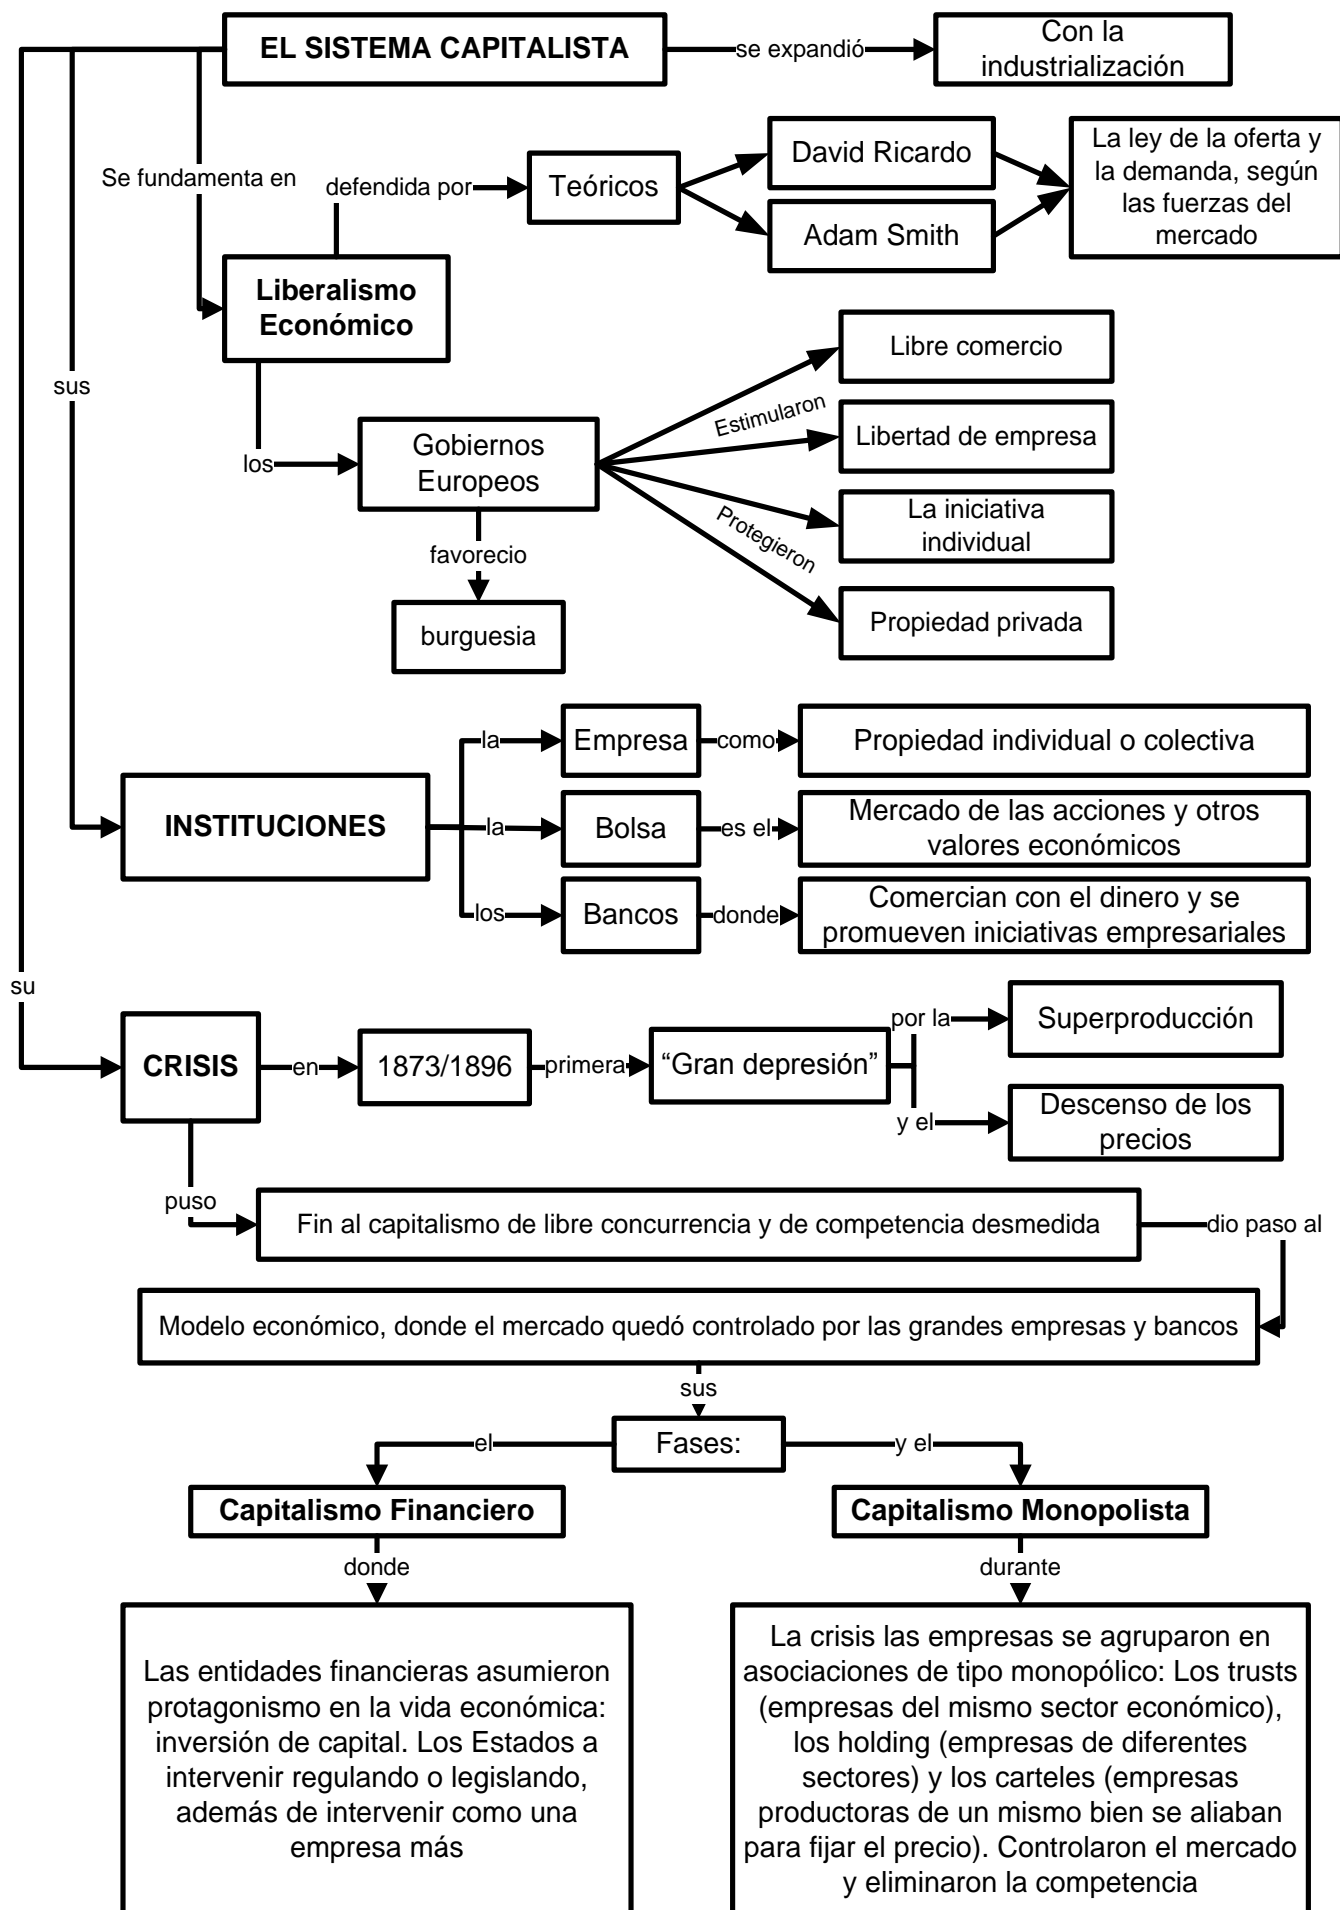 EL SISTEMA CAPITALISTA
se expandió
Con la
industrialización
Se fundamenta en
defendida por
Teóricos
David Ricardo
Adam Smith
La ley de la oferta y
la demanda, según
las fuerzas del
mercado
Liberalismo
Económico
sus
los
Gobiernos
Europeos
Estimularon
Protegieron
Libre comercio
Libertad de empresa
La iniciativa
individual
Propiedad privada
favorecio
burguesia
INSTITUCIONES
la
Empresa
como
Propiedad individual o colectiva
la
Bolsa
es el
Mercado de las acciones y otros
valores económicos
los
Bancos
donde
Comercian con el dinero y se
promueven iniciativas empresariales
su
CRISIS
en
1873/1896
primera
“Gran depresión”
por la
Superproducción
y el
Descenso de los
precios
puso
Fin al capitalismo de libre concurrencia y de competencia desmedida
dio paso al
Modelo económico, donde el mercado quedó controlado por las grandes empresas y bancos
sus
Fases:
el
y el
Capitalismo Financiero
donde
Las entidades financieras asumieron
protagonismo en la vida económica:
inversión de capital. Los Estados a
intervenir regulando o legislando,
además de intervenir como una
empresa más
Capitalismo Monopolista
durante
La crisis las empresas se agruparon en
asociaciones de tipo monopólico: Los trusts
(empresas del mismo sector económico),
los holding (empresas de diferentes
sectores) y los carteles (empresas
productoras de un mismo bien se aliaban
para fijar el precio). Controlaron el mercado
y eliminaron la competencia